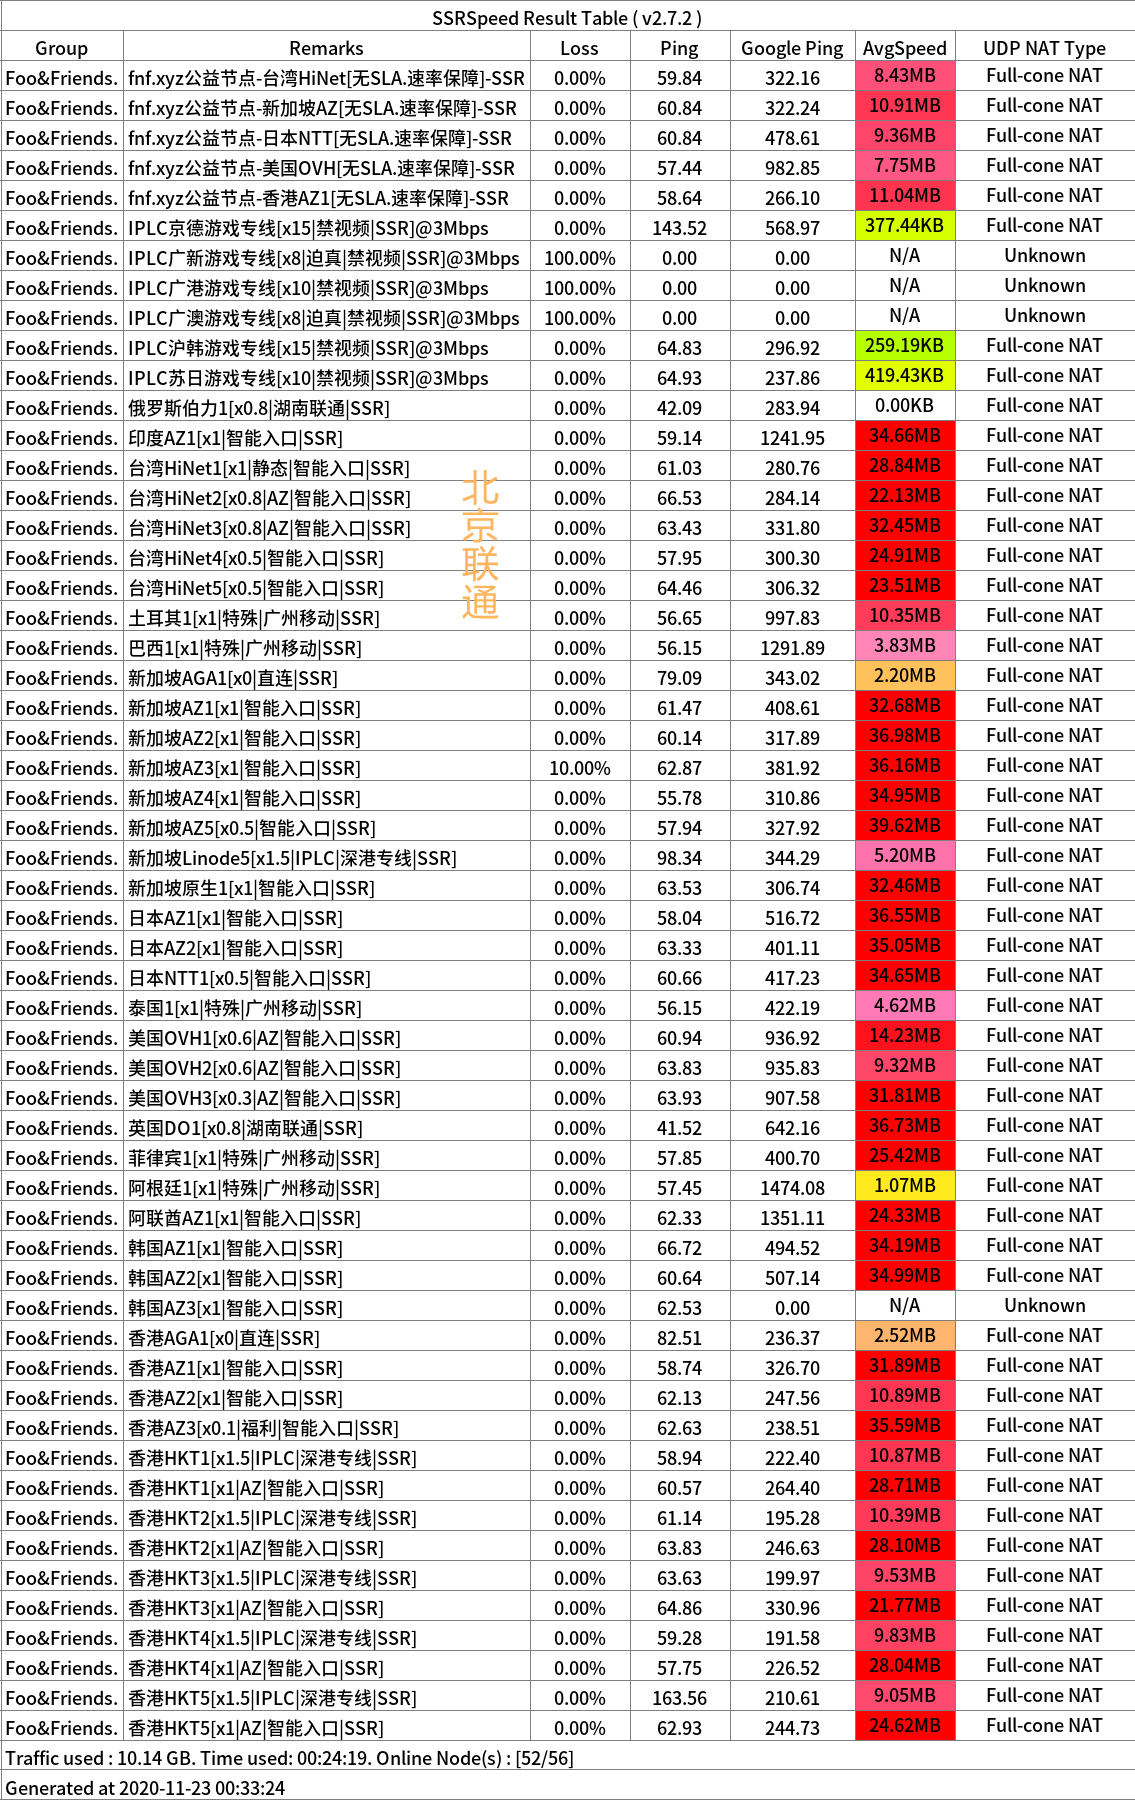 SSRSpeed Result Table ( v2.7.2 )
Group Remarks Loss Ping Google Ping AvgSpeed UDP NAT Type
Foo&Friends. fnf.xyz公益节点-台湾HiNet[无SLA.速率保障]-SSR 0.00% 59.84 322.16 8.43MB Full-cone NAT
Foo&Friends. fnf.xyz公益节点-新加坡AZ[无SLA.速率保障]-SSR 0.00% 60.84 322.24 10.91MB Full-cone NAT
Foo&Friends. fnf.xyz公益节点-日本NTT[无SLA.速率保障]-SSR 0.00% 60.84 478.61 9.36MB Full-cone NAT
Foo&Friends. fnf.xyz公益节点-美国OVH[无SLA.速率保障]-SSR 0.00% 57.44 982.85 7.75MB Full-cone NAT
Foo&Friends. fnf.xyz公益节点-香港AZ1[无SLA.速率保障]-SSR 0.00% 58.64 266.10 11.04MB Full-cone NAT
Foo&Friends. IPLC京德游戏专线[x15|禁视频|SSR]@3Mbps 0.00% 143.52 568.97 377.44KB Full-cone NAT
Foo&Friends. IPLC广新游戏专线[x8|迫真|禁视频|SSR]@3Mbps 100.00% 0.00 0.00 N/A Unknown
Foo&Friends. IPLC广港游戏专线[x10|禁视频|SSR]@3Mbps 100.00% 0.00 0.00 N/A Unknown
Foo&Friends. IPLC广澳游戏专线[x8|迫真|禁视频|SSR]@3Mbps 100.00% 0.00 0.00 N/A Unknown
Foo&Friends. IPLC沪韩游戏专线[x15|禁视频|SSR]@3Mbps 0.00% 64.83 296.92 259.19KB Full-cone NAT
Foo&Friends. IPLC苏日游戏专线[x10|禁视频|SSR]@3Mbps 0.00% 64.93 237.86 419.43KB Full-cone NAT
Foo&Friends. 俄罗斯伯力1[x0.8|湖南联通|SSR] 0.00% 42.09 283.94 0.00KB Full-cone NAT
Foo&Friends. 印度AZ1[x1|智能入口|SSR] 0.00% 59.14 1241.95 34.66MB Full-cone NAT
Foo&Friends. 台湾HiNet1[x1|静态|智能入口|SSR] 0.00% 61.03 280.76 28.84MB Full-cone NAT
Foo&Friends. 台湾HiNet2[x0.8|AZ|智能入口|SSR] 0.00% 66.53 284.14 22.13MB Full-cone NAT
Foo&Friends. 台湾HiNet3[x0.8|AZ|智能入口|SSR] 0.00% 63.43 331.80 32.45MB Full-cone NAT
Foo&Friends. 台湾HiNet4[x0.5|智能入口|SSR] 0.00% 57.95 300.30 24.91MB Full-cone NAT
Foo&Friends. 台湾HiNet5[x0.5|智能入口|SSR] 0.00% 64.46 306.32 23.51MB Full-cone NAT
北京联通
Foo&Friends. 土耳其1[x1|特殊|广州移动|SSR] 0.00% 56.65 997.83 10.35MB Full-cone NAT
Foo&Friends. 巴西1[x1|特殊|广州移动|SSR] 0.00% 56.15 1291.89 3.83MB Full-cone NAT
Foo&Friends. 新加坡AGA1[x0|直连|SSR] 0.00% 79.09 343.02 2.20MB Full-cone NAT
Foo&Friends. 新加坡AZ1[x1|智能入口|SSR] 0.00% 61.47 408.61 32.68MB Full-cone NAT
Foo&Friends. 新加坡AZ2[x1|智能入口|SSR] 0.00% 60.14 317.89 36.98MB Full-cone NAT
Foo&Friends. 新加坡AZ3[x1|智能入口|SSR] 10.00% 62.87 381.92 36.16MB Full-cone NAT
Foo&Friends. 新加坡AZ4[x1|智能入口|SSR] 0.00% 55.78 310.86 34.95MB Full-cone NAT
Foo&Friends. 新加坡AZ5[x0.5|智能入口|SSR] 0.00% 57.94 327.92 39.62MB Full-cone NAT
Foo&Friends. 新加坡Linode5[x1.5|IPLC|深港专线|SSR] 0.00% 98.34 344.29 5.20MB Full-cone NAT
Foo&Friends. 新加坡原生1[x1|智能入口|SSR] 0.00% 63.53 306.74 32.46MB Full-cone NAT
Foo&Friends. 日本AZ1[x1|智能入口|SSR] 0.00% 58.04 516.72 36.55MB Full-cone NAT
Foo&Friends. 日本AZ2[x1|智能入口|SSR] 0.00% 63.33 401.11 35.05MB Full-cone NAT
Foo&Friends. 日本NTT1[x0.5|智能入口|SSR] 0.00% 60.66 417.23 34.65MB Full-cone NAT
Foo&Friends. 泰国1[x1|特殊|广州移动|SSR] 0.00% 56.15 422.19 4.62MB Full-cone NAT
Foo&Friends. 美国OVH1[x0.6|AZ|智能入口|SSR] 0.00% 60.94 936.92 14.23MB Full-cone NAT
Foo&Friends. 美国OVH2[x0.6|AZ|智能入口|SSR] 0.00% 63.83 935.83 9.32MB Full-cone NAT
Foo&Friends. 美国OVH3[x0.3|AZ|智能入口|SSR] 0.00% 63.93 907.58 31.81MB Full-cone NAT
Foo&Friends. 英国DO1[x0.8|湖南联通|SSR] 0.00% 41.52 642.16 36.73MB Full-cone NAT
Foo&Friends. 菲律宾1[x1|特殊|广州移动|SSR] 0.00% 57.85 400.70 25.42MB Full-cone NAT
Foo&Friends. 阿根廷1[x1|特殊|广州移动|SSR] 0.00% 57.45 1474.08 1.07MB Full-cone NAT
Foo&Friends. 阿联酋AZ1[x1|智能入口|SSR] 0.00% 62.33 1351.11 24.33MB Full-cone NAT
Foo&Friends. 韩国AZ1[x1|智能入口|SSR] 0.00% 66.72 494.52 34.19MB Full-cone NAT
Foo&Friends. 韩国AZ2[x1|智能入口|SSR] 0.00% 60.64 507.14 34.99MB Full-cone NAT
Foo&Friends. 韩国AZ3[x1|智能入口|SSR] 0.00% 62.53 0.00 N/A Unknown
Foo&Friends. 香港AGA1[x0|直连|SSR] 0.00% 82.51 236.37 2.52MB Full-cone NAT
Foo&Friends. 香港AZ1[x1|智能入口|SSR] 0.00% 58.74 326.70 31.89MB Full-cone NAT
Foo&Friends. 香港AZ2[x1|智能入口|SSR] 0.00% 62.13 247.56 10.89MB Full-cone NAT
Foo&Friends. 香港AZ3[x0.1|福利|智能入口|SSR] 0.00% 62.63 238.51 35.59MB Full-cone NAT
Foo&Friends. 香港HKT1[x1.5|IPLC|深港专线|SSR] 0.00% 58.94 222.40 10.87MB Full-cone NAT
Foo&Friends. 香港HKT1[x1|AZ|智能入口|SSR] 0.00% 60.57 264.40 28.71MB Full-cone NAT
Foo&Friends. 香港HKT2[x1.5|IPLC|深港专线|SSR] 0.00% 61.14 195.28 10.39MB Full-cone NAT
Foo&Friends. 香港HKT2[x1|AZ|智能入口|SSR] 0.00% 63.83 246.63 28.10MB Full-cone NAT
Foo&Friends. 香港HKT3[x1.5|IPLC|深港专线|SSR] 0.00% 63.63 199.97 9.53MB Full-cone NAT
Foo&Friends. 香港HKT3[x1|AZ|智能入口|SSR] 0.00% 64.86 330.96 21.77MB Full-cone NAT
Foo&Friends. 香港HKT4[x1.5|IPLC|深港专线|SSR] 0.00% 59.28 191.58 9.83MB Full-cone NAT
Foo&Friends. 香港HKT4[x1|AZ|智能入口|SSR] 0.00% 57.75 226.52 28.04MB Full-cone NAT
Foo&Friends. 香港HKT5[x1.5|IPLC|深港专线|SSR] 0.00% 163.56 210.61 9.05MB Full-cone NAT
Foo&Friends. 香港HKT5[x1|AZ|智能入口|SSR] 0.00% 62.93 244.73 24.62MB Full-cone NAT
Traffic used : 10.14 GB. Time used: 00:24:19. Online Node(s) : [52/56]
Generated at 2020-11-23 00:33:24